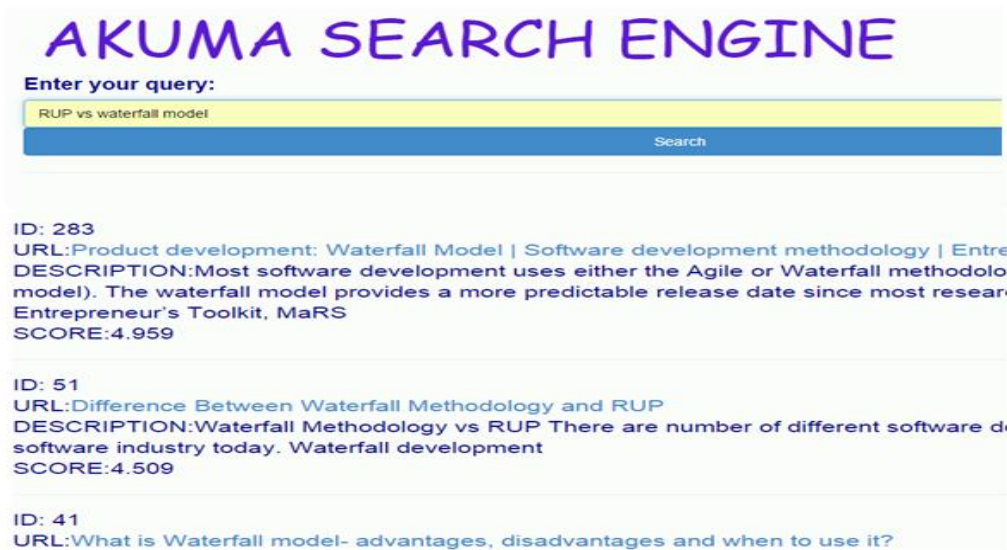 AKUMA SEARCH ENGINE
Enter your query:
RUP vs waterfall model
Search
ID: 283
URL:Product development: Waterfall Model | Software development methodology | Entre
DESCRIPTION:Most software development uses either the Agile or Waterfall methodolo
model). The waterfall model provides a more predictable release date since most resear
Entrepreneur's Toolkit, MaRS
SCORE:4.959
ID: 51
URL:Difference Between Waterfall Methodology and RUP
DESCRIPTION:Waterfall Methodology vs RUP There are number of different software d
software industry today. Waterfall development
SCORE:4.509
ID: 41
URL:What is Waterfall model- advantages, disadvantages and when to use it?